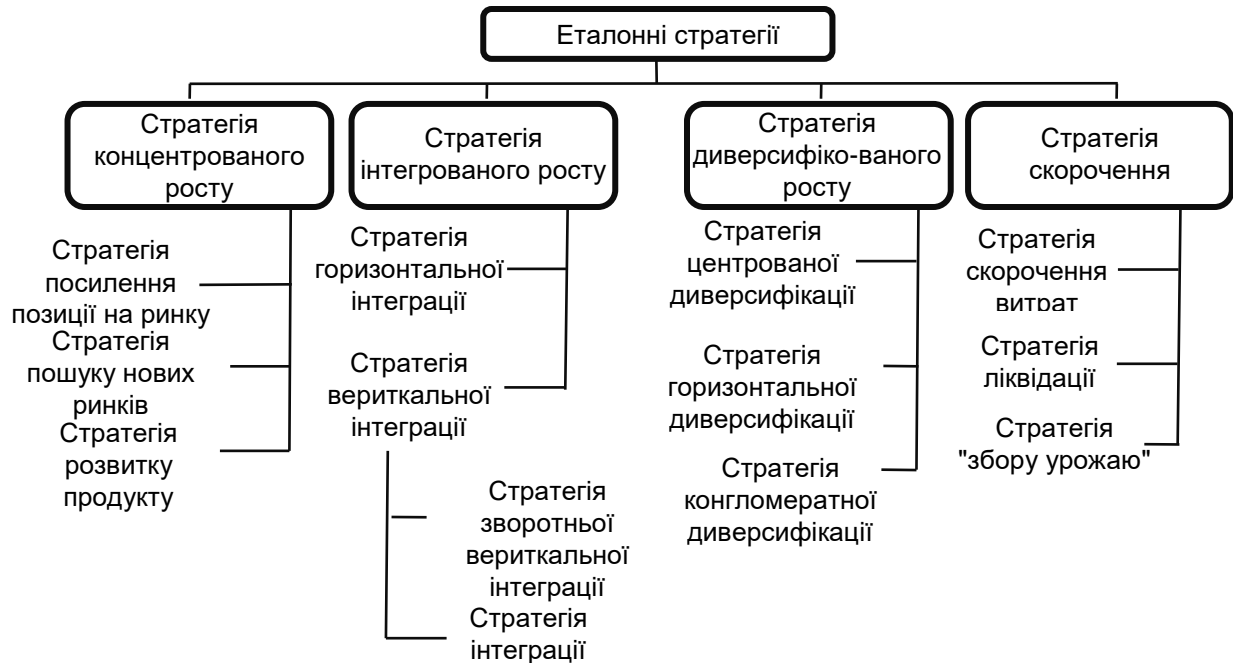 Еталонні стратегії
Стратегія
концентрованого
росту
Стратегія
інтегрованого росту
Стратегія
диверсифіко-ваного
росту
Стратегія
скорочення
Стратегія
посилення
позиції на ринку
Стратегія
пошуку нових
ринків
Стратегія
розвитку
продукту
Стратегія
горизонтальної
інтеграції
Стратегія
вериткальної
інтеграції
Стратегія
зворотньої
вериткальної
інтеграції
Стратегія
інтеграції
Стратегія
центрованої
диверсифікації
Стратегія
горизонтальної
диверсифікації
Стратегія
конгломератної
диверсифікації
Стратегія
скорочення
витрат
Стратегія
ліквідації
Стратегія
"збору урожаю"